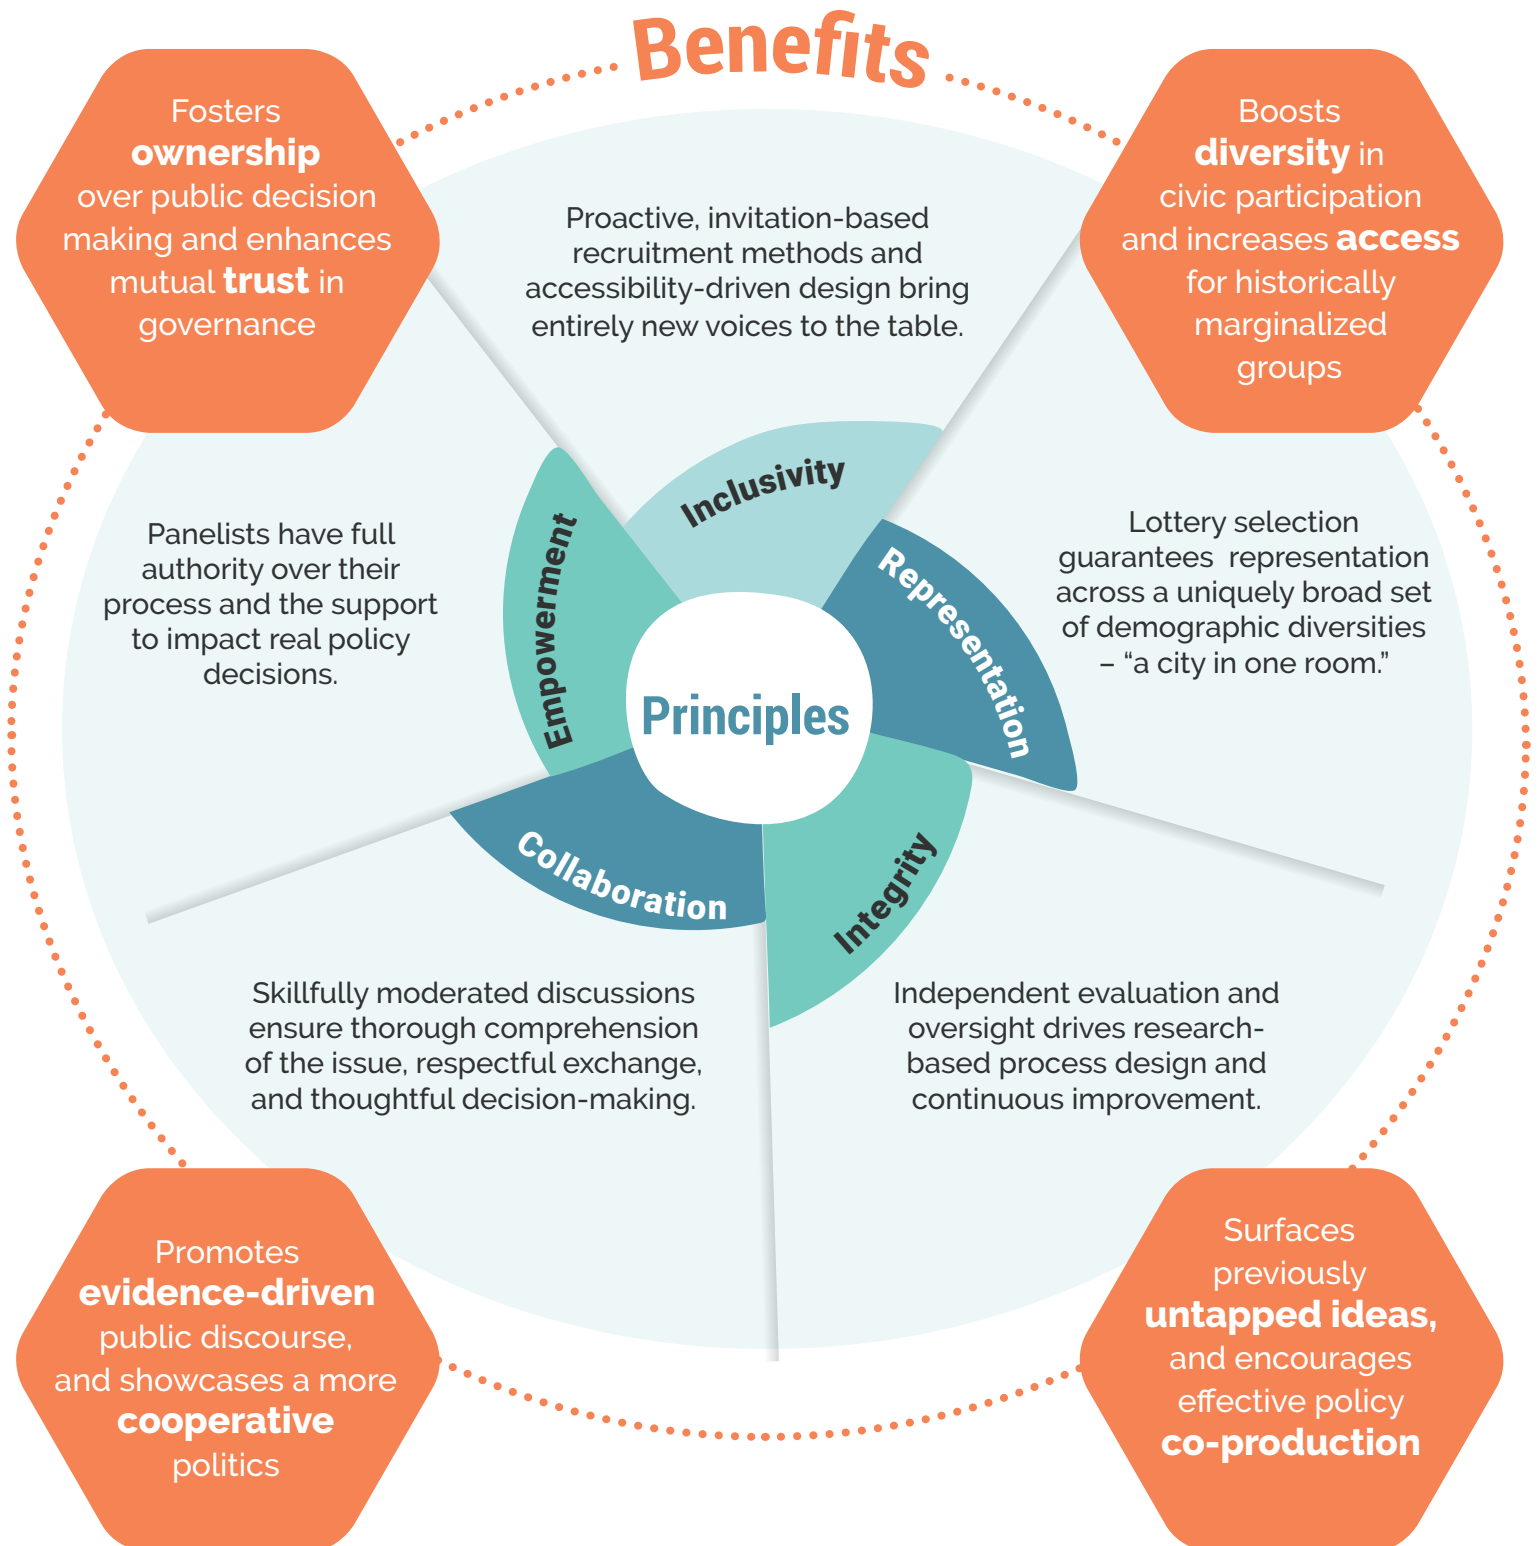 Benefits
Fosters
ownership
over public decision
making and enhances
mutual trust in
governance
Boosts
diversity in
civic participation
and increases access
for historically
marginalized
groups
Proactive, invitation-based
recruitment methods and
accessibility-driven design bring
entirely new voices to the table.
Inclusivity
Panelists have full
authority over their
process and the support
to impact real policy
decisions.
Empowerment
Representation
Lottery selection
guarantees  representation
across a uniquely broad set
of demographic diversities
– “a city in one room.”
Principles
Collaboration
Integrity
Skillfully moderated discussions
ensure thorough comprehension
of the issue, respectful exchange,
and thoughtful decision-making.
Independent evaluation and
oversight drives research-
based process design and
continuous improvement.
Promotes
evidence-driven
public discourse,
and showcases a more
cooperative
politics
Surfaces
previously
untapped ideas,
and encourages
effective policy
co-production